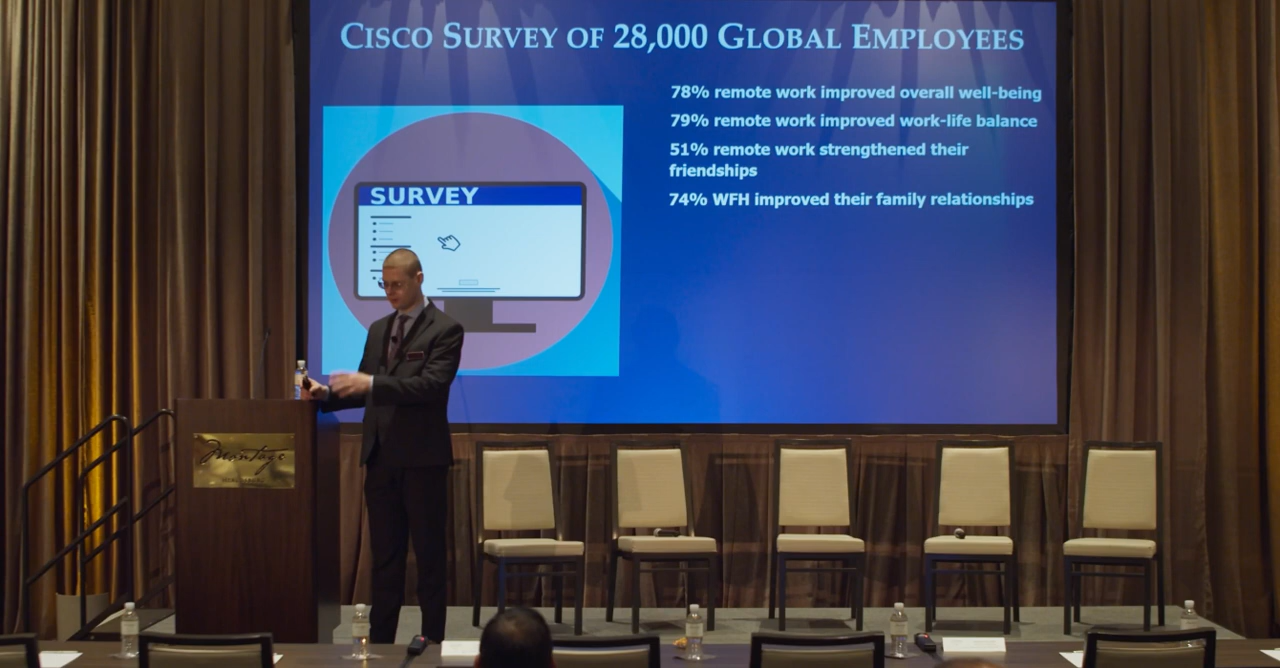 CISCO SURVEY OF 28,000 GLOBAL EMPLOYEES
78% remote work improved overall well-being
79% remote work improved work-life balance
51% remote work strengthened their
friendships
74% WFH improved their family relationships
SURVEY
Montage